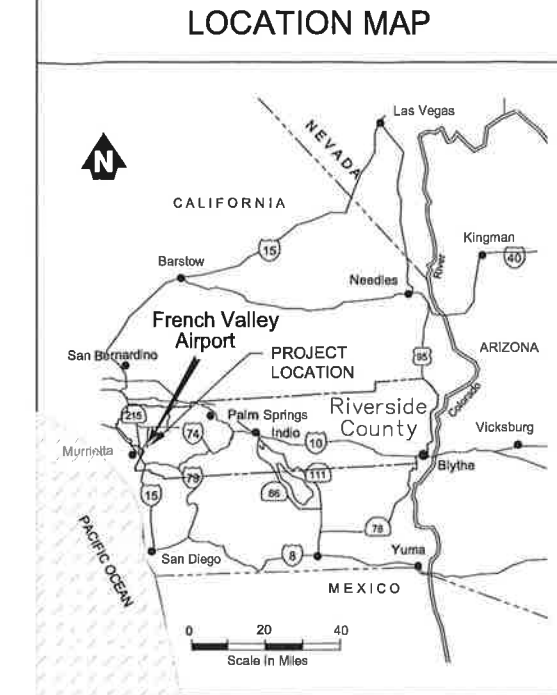 LOCATION MAP
Las Vegas
NEVADA
N
CALIFORNIA
15
Kingman
40
Barstow
River
Needles
French Valley
Airport
San Bernardino
PROJECT
LOCATION
95
ARIZONA
Colorado
215
Palm Springs
Riverside
County
74
Indio
10
Vicksburg
Murrietta
Blythe
79
111
15
86
78
PACIFIC OCEAN
San Diego
8
Yuma
MEXICO
0 20 40
Scale In Miles